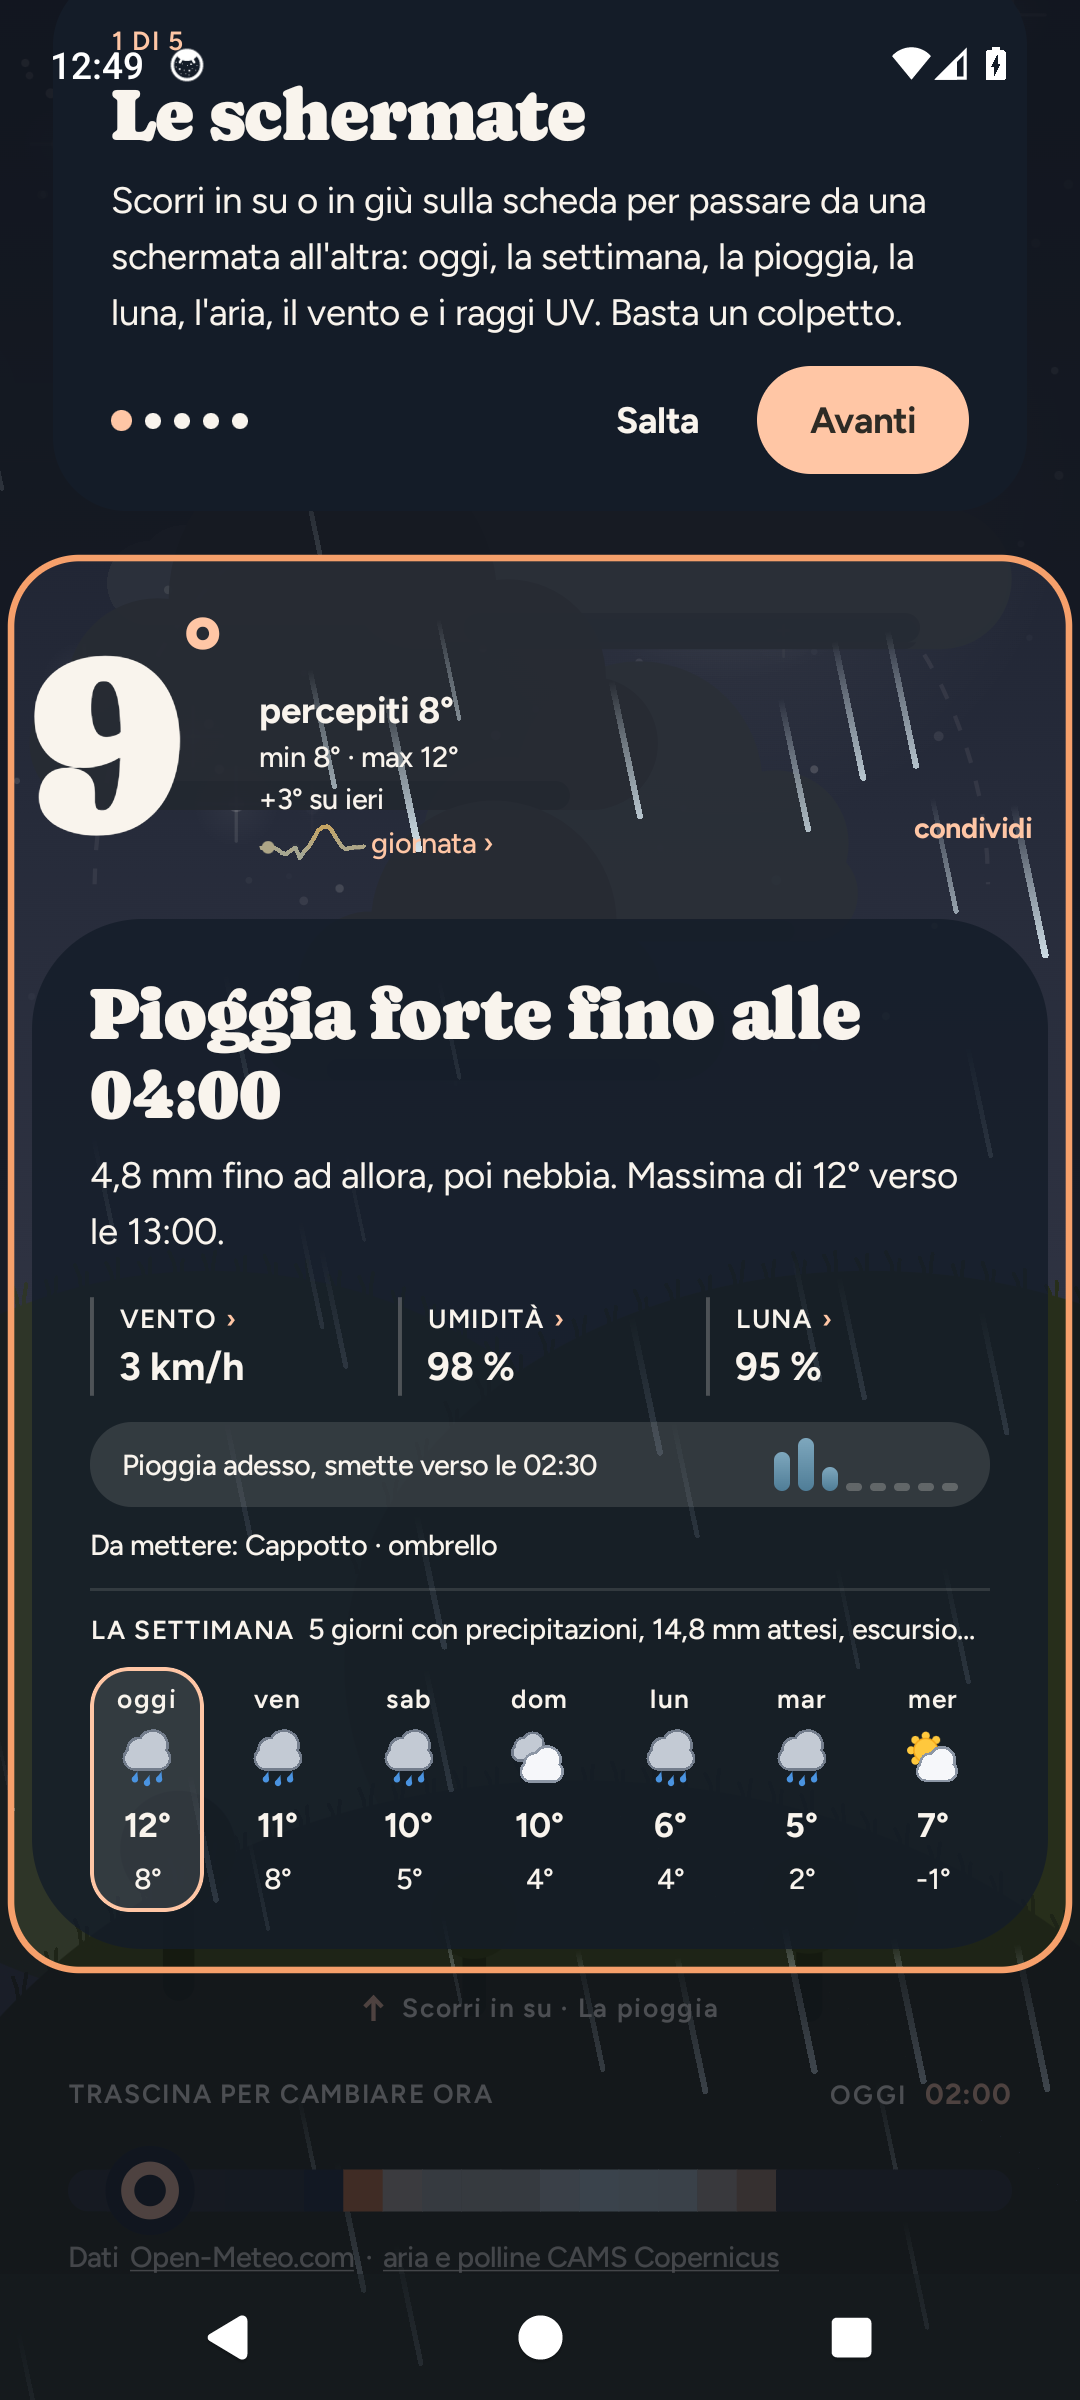 1 DI 5
12:49
Le schermate
Scorri in su o in giù sulla scheda per passare da una
schermata all'altra: oggi, la settimana, la pioggia, la
luna, l'aria, il vento e i raggi UV. Basta un colpetto.
Salta
Avanti
9°
percepiti 8°
min 8° · max 12°
+3° su ieri
giornata ›
condividi
Pioggia forte fino alle
04:00
4,8 mm fino ad allora, poi nebbia. Massima di 12° verso
le 13:00.
VENTO › UMIDITÀ › LUNA ›
3 km/h 98 % 95 %
Pioggia adesso, smette verso le 02:30
Da mettere: Cappotto · ombrello
LA SETTIMANA 5 giorni con precipitazioni, 14,8 mm attesi, escursio...
oggi ven sab dom lun mar mer
12° 11° 10° 10° 6° 5° 7°
8° 8° 5° 4° 4° 2° -1°
↑ Scorri in su · La pioggia
TRASCINA PER CAMBIARE ORA OGGI 02:00
Dati Open-Meteo.com · aria e polline CAMS Copernicus